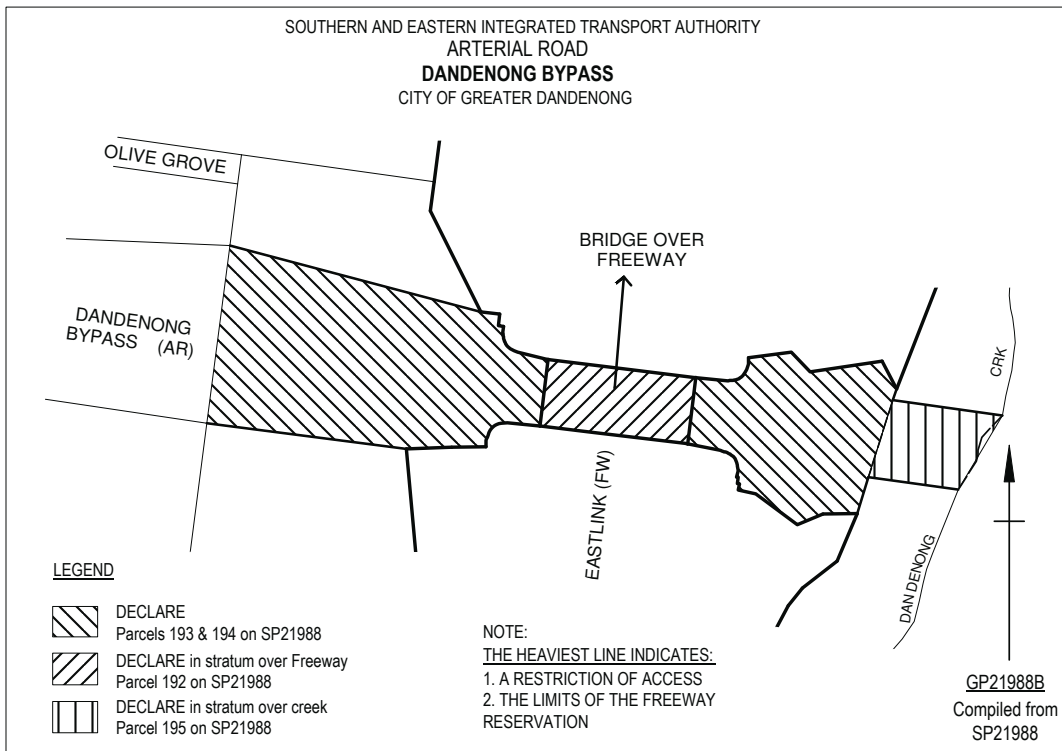 SOUTHERN AND EASTERN INTEGRATED TRANSPORT AUTHORITY
ARTERIAL ROAD
DANDENONG BYPASS
CITY OF GREATER DANDENONG
OLIVE GROVE
BRIDGE OVER
FREEWAY
DANDENONG
BYPASS (AR)
CRK
EASTLINK (FW)
DAN DENONG
LEGEND
DECLARE
Parcels 193 & 194 on SP21988
DECLARE in stratum over Freeway
Parcel 192 on SP21988
DECLARE in stratum over creek
Parcel 195 on SP21988
NOTE:
THE HEAVIEST LINE INDICATES:
1. A RESTRICTION OF ACCESS
2. THE LIMITS OF THE FREEWAY
RESERVATION
GP21988B
Compiled from
SP21988